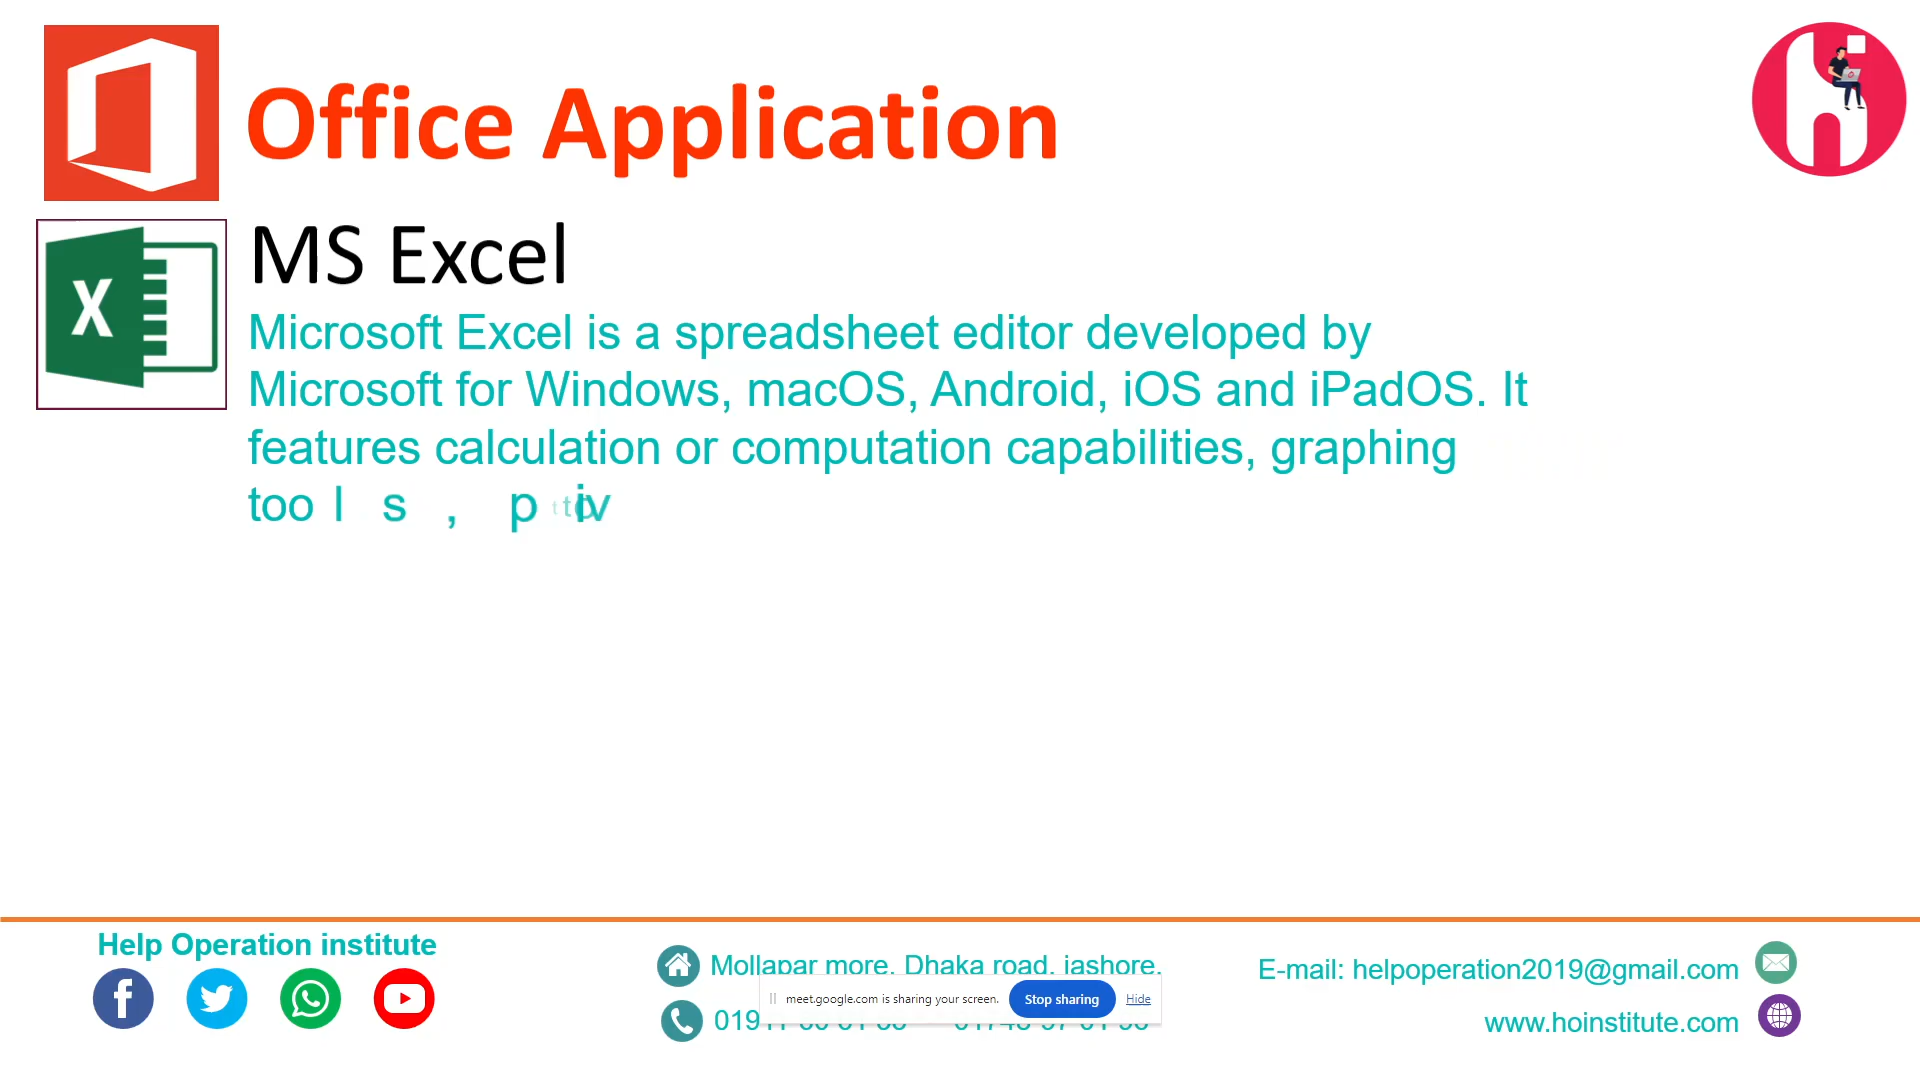 Office Application
MS Excel
Microsoft Excel is a spreadsheet editor developed by
Microsoft for Windows, macOS, Android, iOS and iPadOS. It
features calculation or computation capabilities, graphing
tools, piv
Help Operation institute
Mollapar more, Dhaka road, jashore.
meet.google.com is sharing your screen.
Stop sharing
Hide
E-mail: helpoperation2019@gmail.com
www.hoinstitute.com